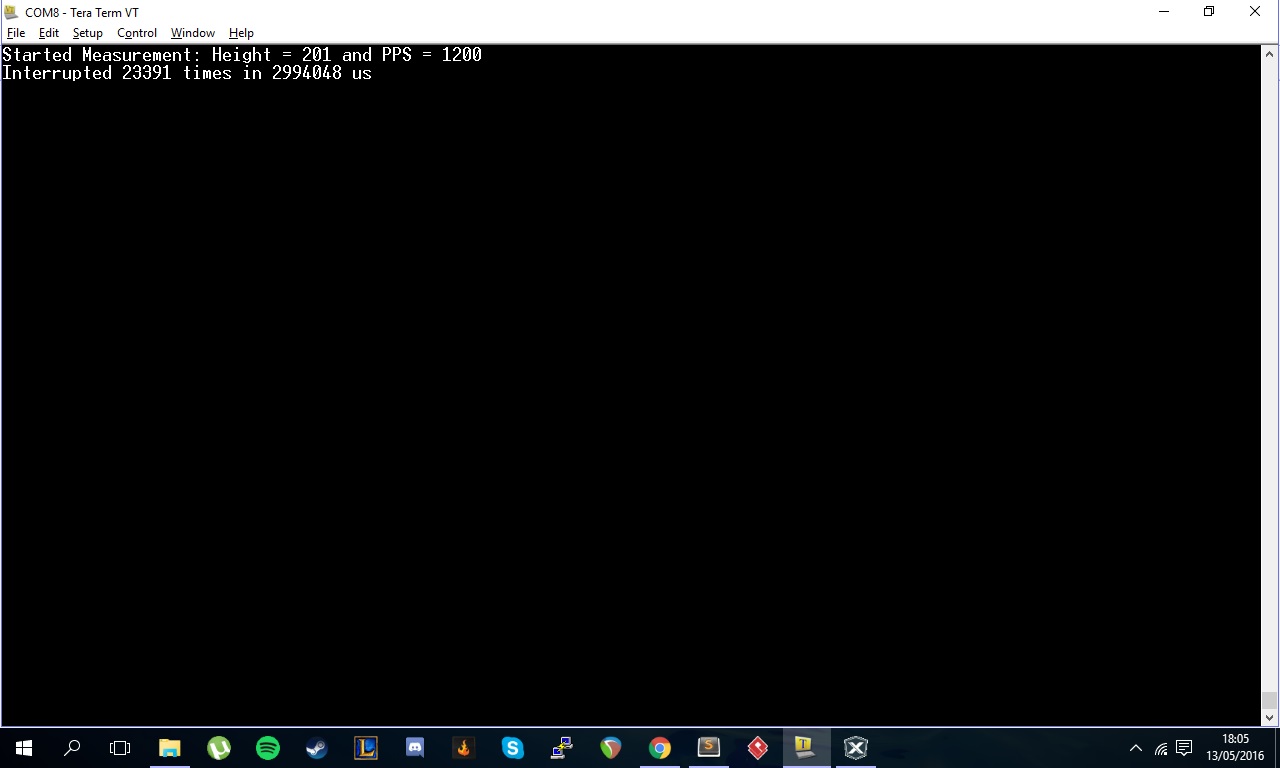 COM8 - Tera Term VT
File Edit Setup Control Window Help
Started Measurement: Height = 201 and PPS = 1200
Interrupted 23391 times in 2994048 us
18:05
13/05/2016